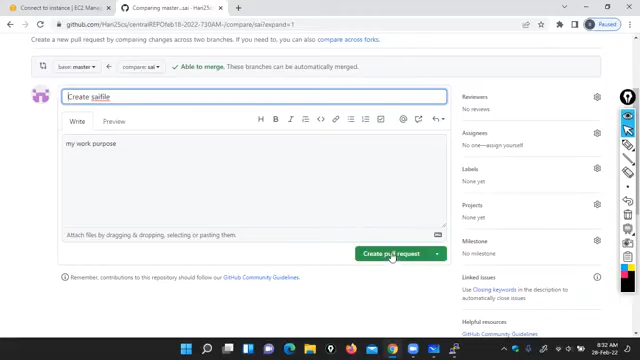 Connect to instance | EC2 Manag
Comparing master...sai · Hari25cs
github.com/Hari25cs/centralREPOFeb18-2022-730AM-/compare/sai?expand=1
Paused
Create a new pull request by comparing changes across two branches. If you need to, you can also compare across forks.
base: master
compare: sai
Able to merge. These branches can be automatically merged.
Create saifile
Write
Preview
my work purpose
Attach files by dragging & dropping, selecting or pasting them.
Create pull request
Remember, contributions to this repository should follow our GitHub Community Guidelines.
Reviewers
No reviews
Assignees
No one—assign yourself
Labels
None yet
Projects
None yet
Milestone
No milestone
Linked issues
Use Closing keywords in the description to automatically close issues
Helpful resources
GitHub Community Guidelines
8:32 AM
28-Feb-22